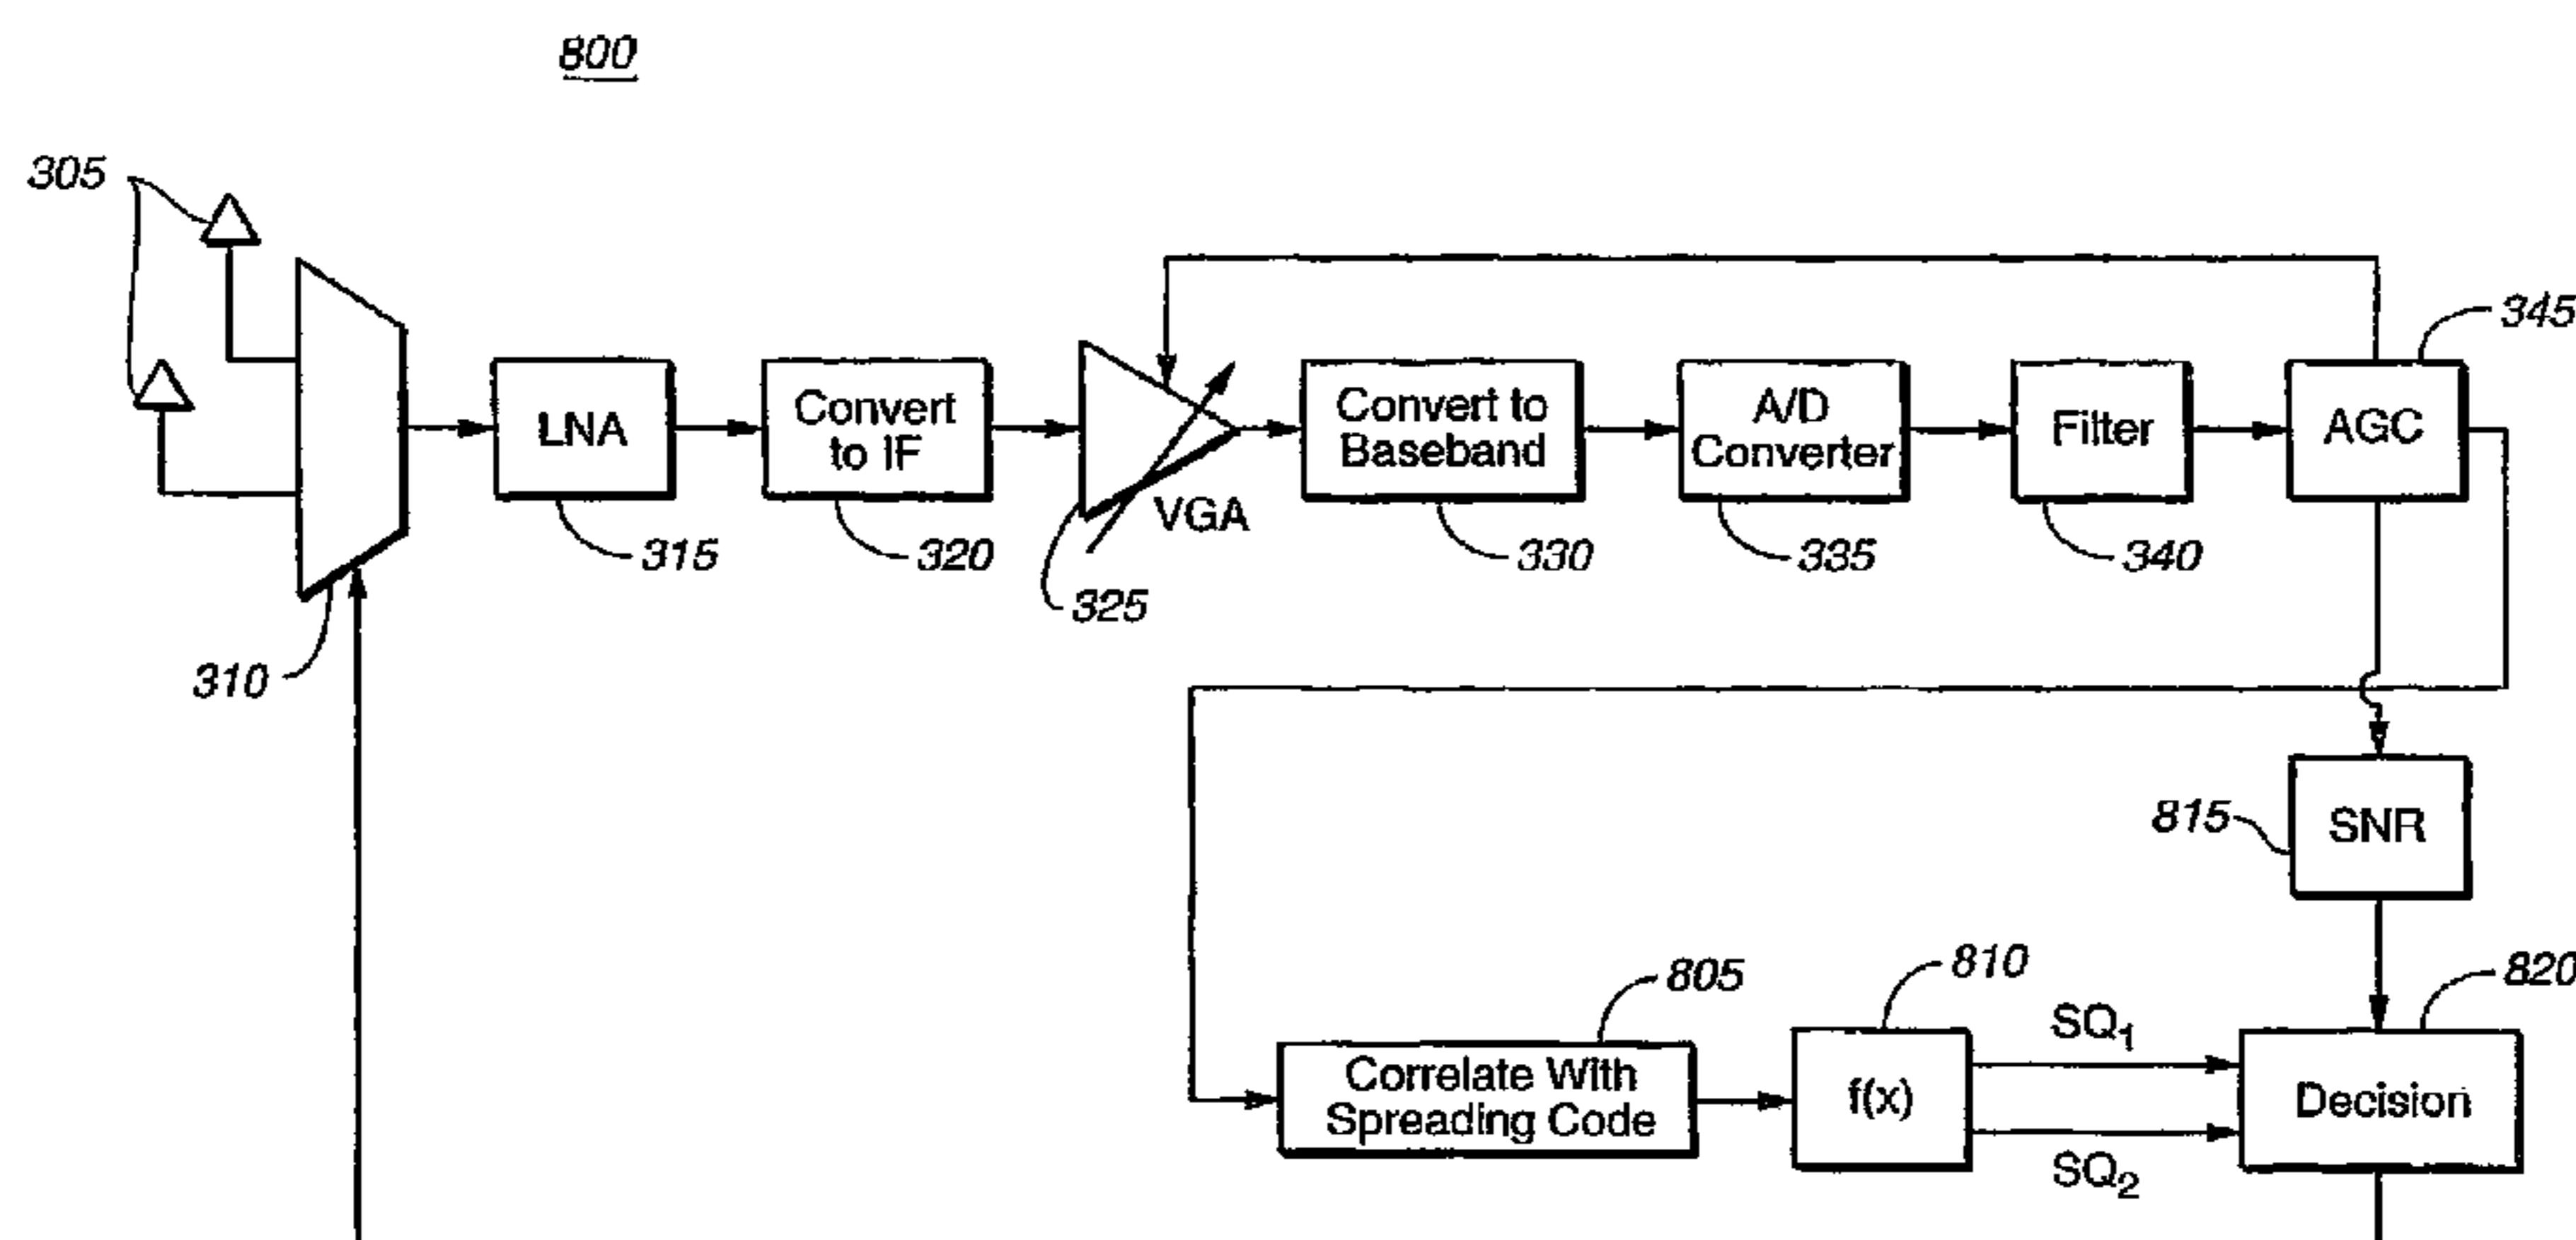 800
305
345
LNA
Convert
to IF
Convert to
Baseband
A/D
Converter
Filter
AGC
VGA
315
320
325
330
335
340
310
815
SNR
805
810
820
SQ1
Correlate With
Spreading Code
f(x)
Decision
SQ2